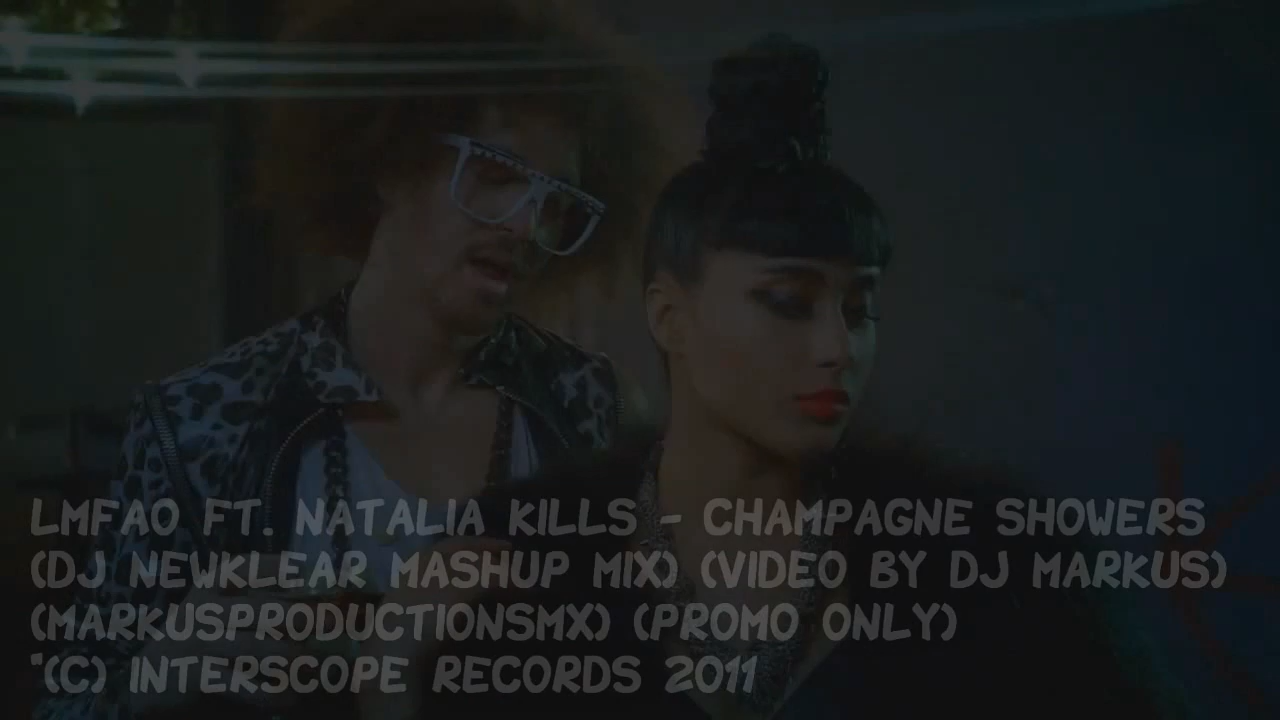 LMFAO FT. NATALIA KILLS - CHAMPAGNE SHOWERS
(DJ NEWKLEAR MASHUP MIX) (VIDEO BY DJ MARKUS)
(MARKUSPRODUCTIONSMX) (PROMO ONLY)
"(C) INTERSCOPE RECORDS 2011